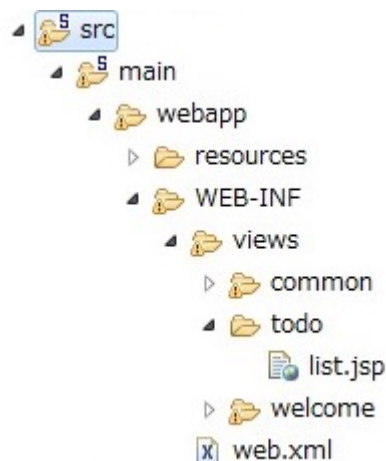 src
main
webapp
resources
WEB-INF
views
common
todo
list.jsp
welcome
web.xml